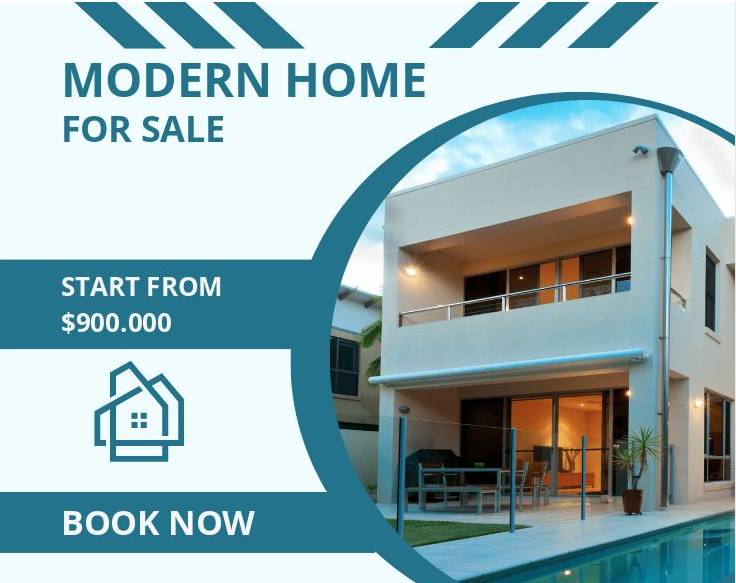 MODERN HOME
FOR SALE
START FROM
$900.000
BOOK NOW